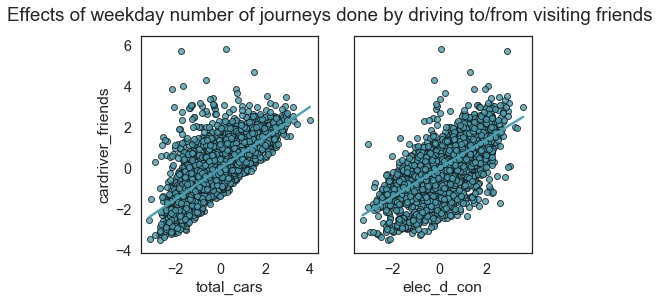 Effects of weekday number of journeys done by driving to/from visiting friends
6
4
2
0
−2
−4
cardriver_friends
−2 0 2 4
−2 0 2
total_cars
elec_d_con